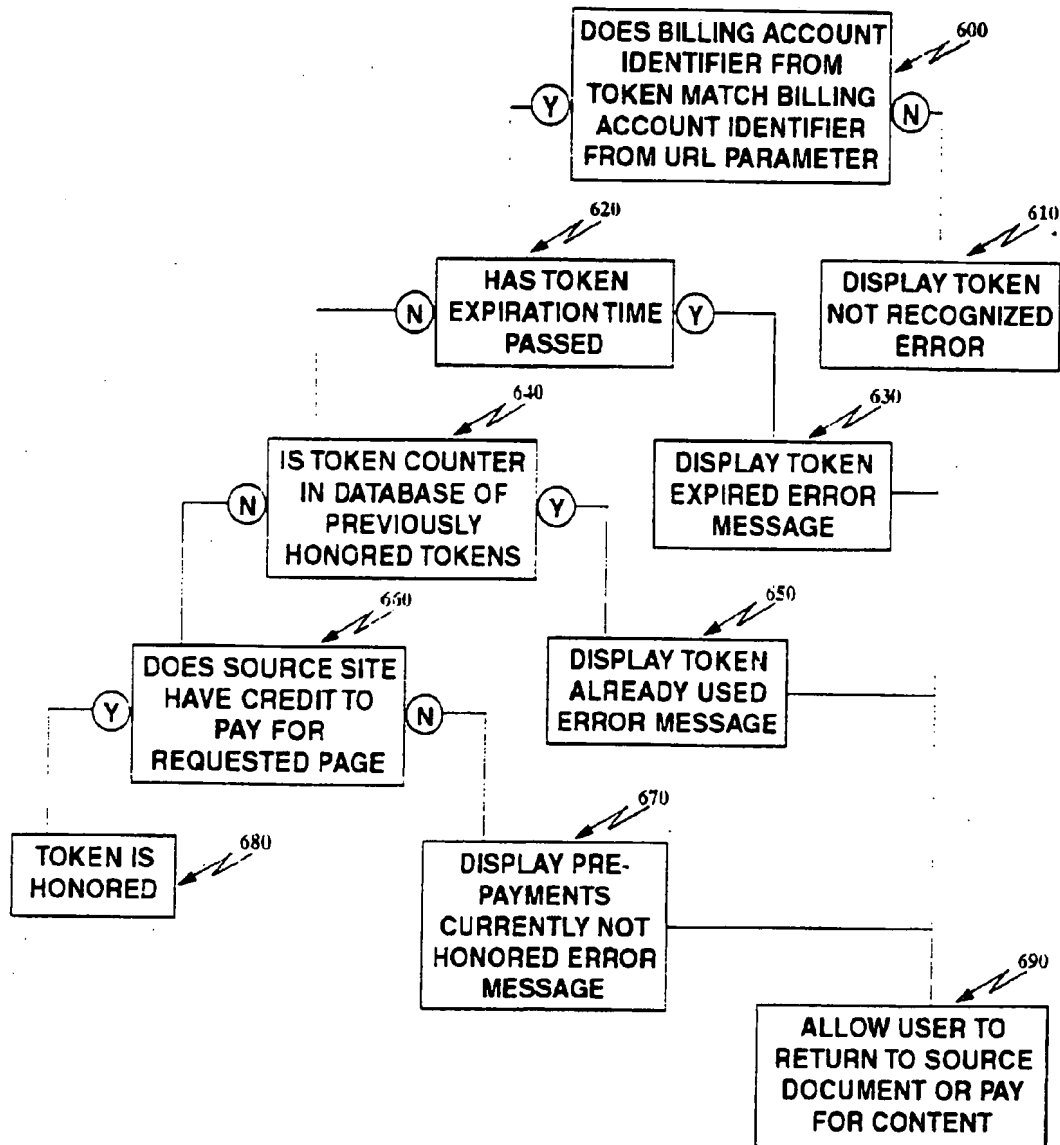 DOES BILLING ACCOUNT
IDENTIFIER FROM
TOKEN MATCH BILLING
ACCOUNT IDENTIFIER
FROM URL PARAMETER
600
Y
N
620
HAS TOKEN
EXPIRATION TIME
PASSED
N
Y
610
DISPLAY TOKEN
NOT RECOGNIZED
ERROR
640
IS TOKEN COUNTER
IN DATABASE OF
PREVIOUSLY
HONORED TOKENS
N
Y
630
DISPLAY TOKEN
EXPIRED ERROR
MESSAGE
660
DOES SOURCE SITE
HAVE CREDIT TO
PAY FOR
REQUESTED PAGE
Y
N
650
DISPLAY TOKEN
ALREADY USED
ERROR MESSAGE
680
TOKEN IS
HONORED
670
DISPLAY PRE-
PAYMENTS
CURRENTLY NOT
HONORED ERROR
MESSAGE
690
ALLOW USER TO
RETURN TO SOURCE
DOCUMENT OR PAY
FOR CONTENT